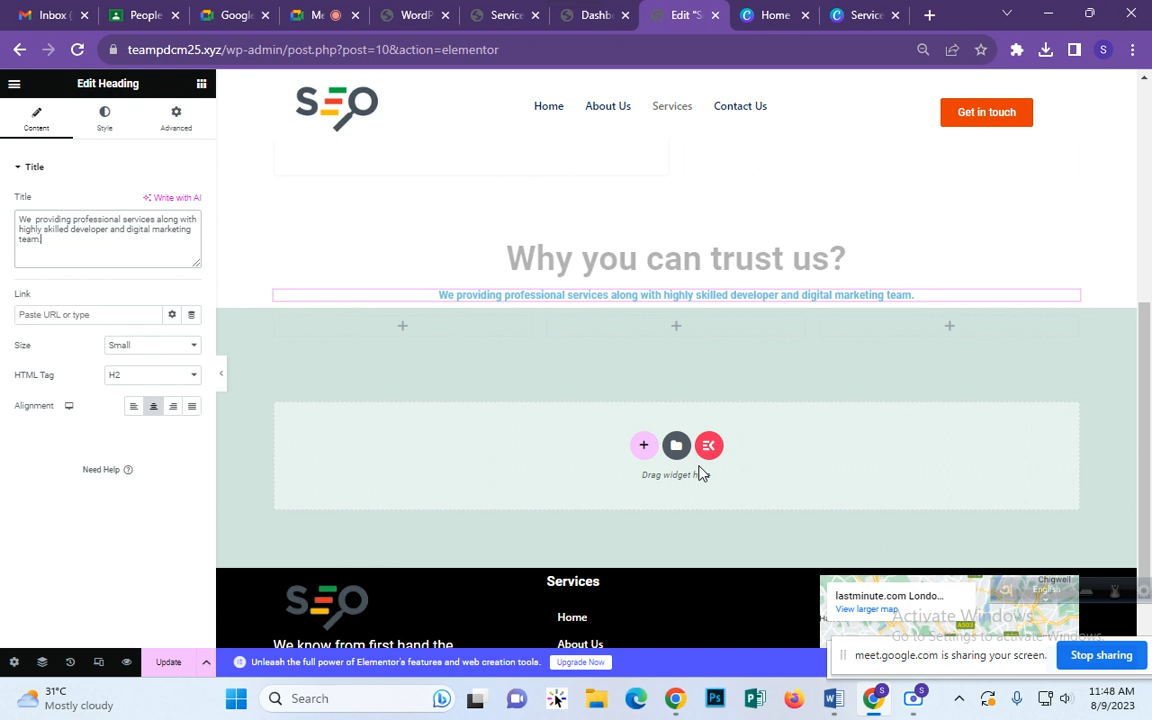 Inbox (
People
Google
Me
WordP
Service
Dashb
Edit "S
Home
Service
teampdcm25.xyz/wp-admin/post.php?post=10&action=elementor
S
Edit Heading
Content
Style
Advanced
Title
Title
Write with AI
We  providing professional services along with
highly skilled developer and digital marketing
team.
Link
Paste URL or type
Size
Small
HTML Tag
H2
Alignment
Need Help
Update
SEO
Home
About Us
Services
Contact Us
Get in touch
Why you can trust us?
We providing professional services along with highly skilled developer and digital marketing team.
Drag widget h
SEO
We know from first hand the
Services
Home
About Us
lastminute.com Londo...
View larger map
Chigwell
English
A503
Activate Windows
Go to Settings to activate Windows.
Unleash the full power of Elementor's features and web creation tools.
Upgrade Now
meet.google.com is sharing your screen.
Stop sharing
31°C
Mostly cloudy
Search
11:48 AM
8/9/2023